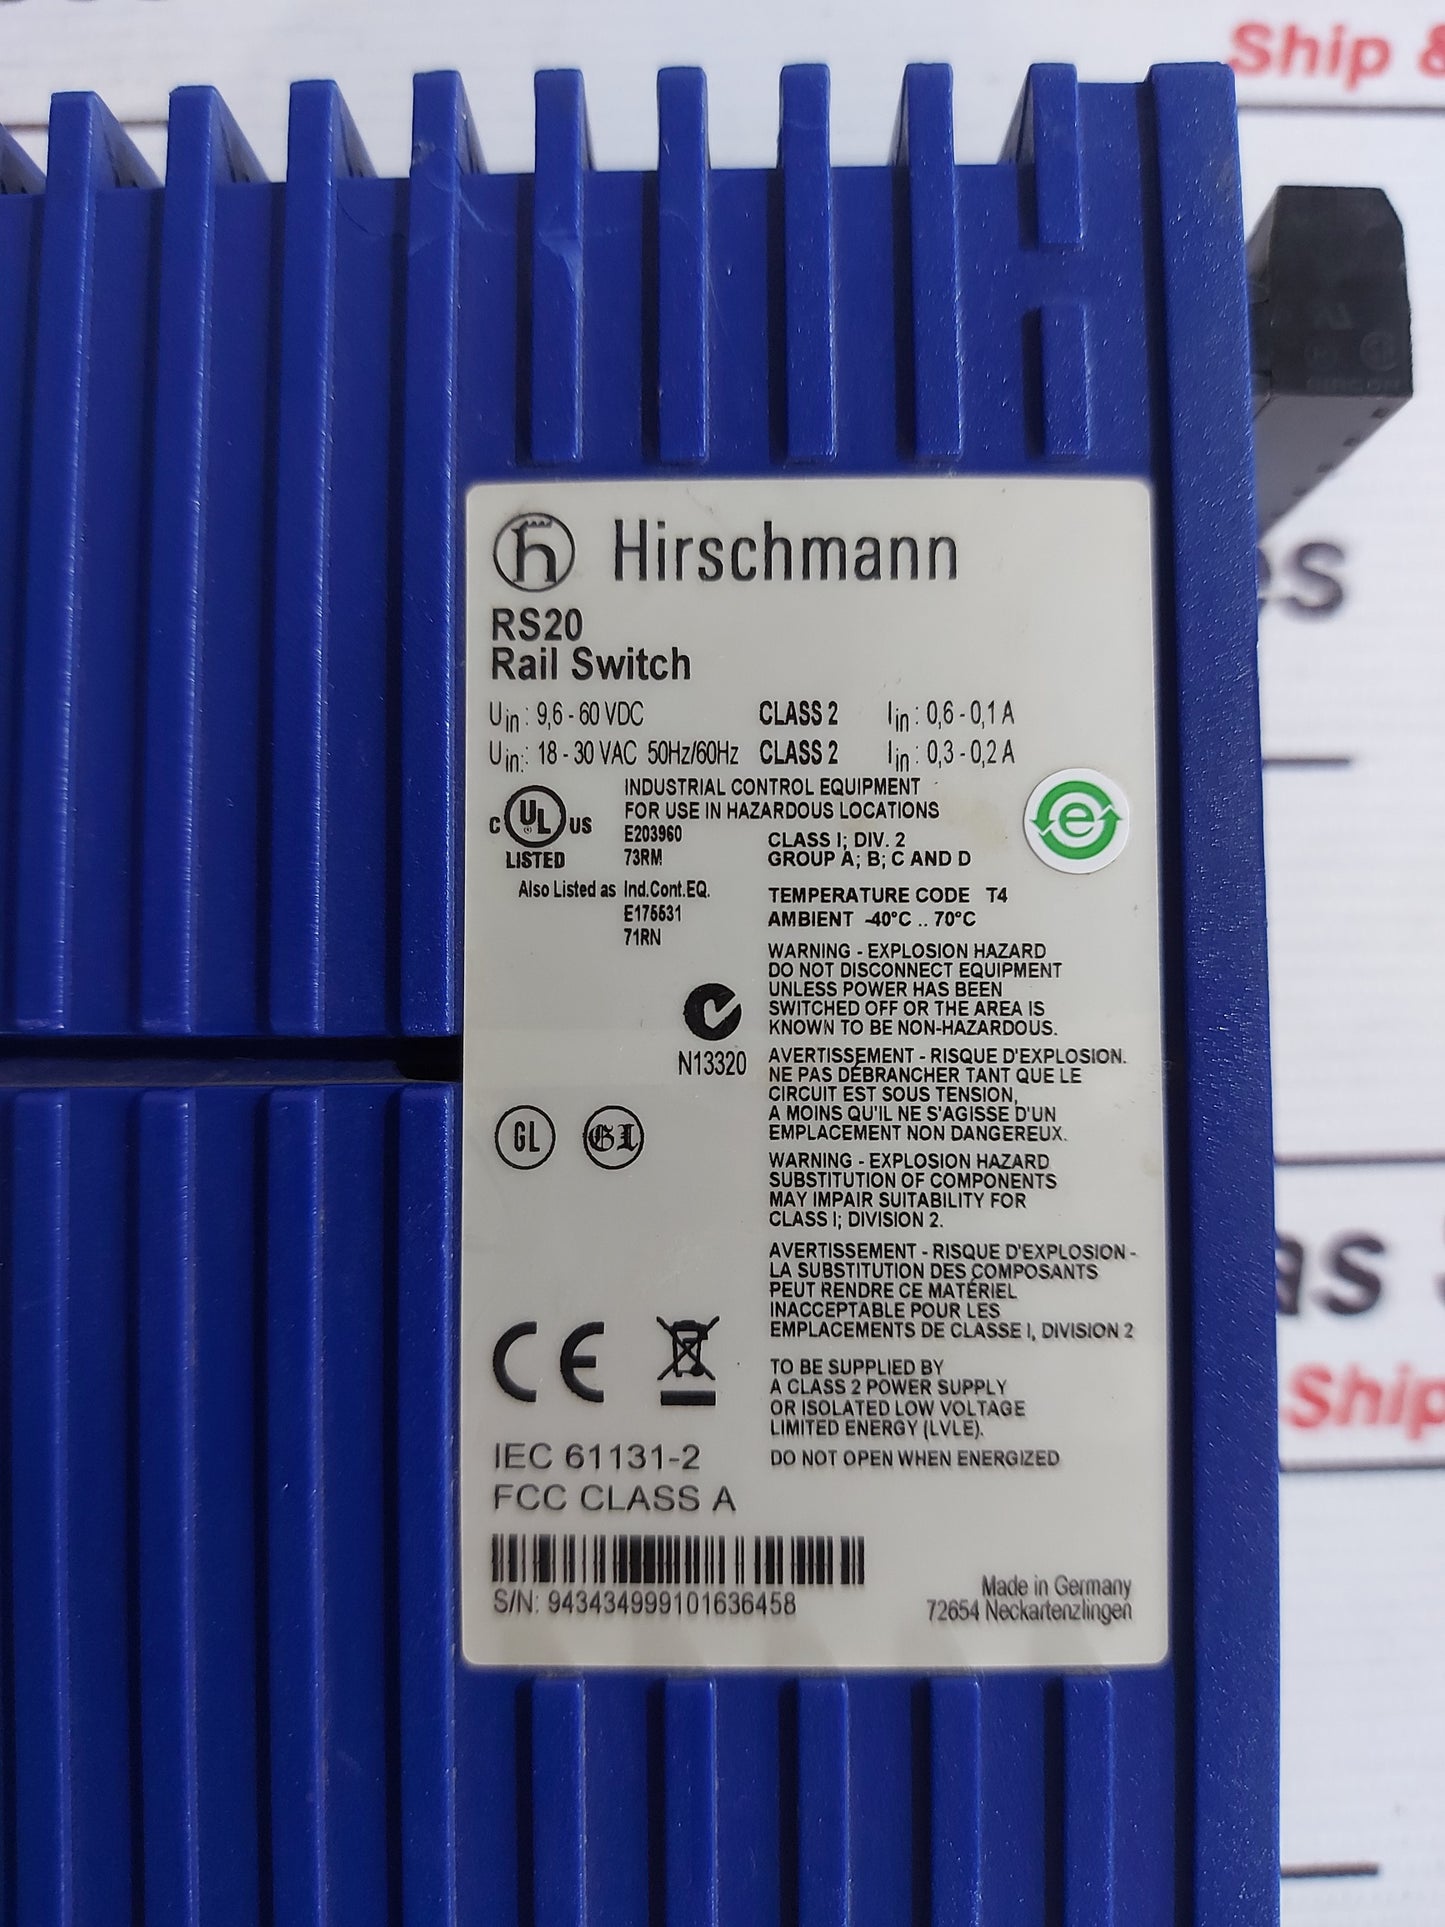 Ship &
Hirschmann
RS20
Rail Switch
Uin : 9,6 - 60 VDC CLASS 2 Iin : 0,6 - 0,1 A
Uin: : 18 - 30 VAC 50Hz/60Hz CLASS 2 Iin : 0,3 - 0,2 A
INDUSTRIAL CONTROL EQUIPMENT
FOR USE IN HAZARDOUS LOCATIONS
C UL US
LISTED
E203960
73RM
Also Listed as Ind.Cont.EQ.
E175531
71RN
CLASS I; DIV. 2
GROUP A; B; C AND D
e
TEMPERATURE CODE T4
AMBIENT -40°C .. 70°C
WARNING - EXPLOSION HAZARD
DO NOT DISCONNECT EQUIPMENT
UNLESS POWER HAS BEEN
SWITCHED OFF OR THE AREA IS
KNOWN TO BE NON-HAZARDOUS.
N13320
AVERTISSEMENT - RISQUE D'EXPLOSION.
NE PAS DÉBRANCHER TANT QUE LE
CIRCUIT EST SOUS TENSION,
A MOINS QU'IL NE S'AGISSE D'UN
EMPLACEMENT NON DANGEREUX.
GL GL
WARNING - EXPLOSION HAZARD
SUBSTITUTION OF COMPONENTS
MAY IMPAIR SUITABILITY FOR
CLASS I; DIVISION 2.
AVERTISSEMENT - RISQUE D'EXPLOSION -
LA SUBSTITUTION DES COMPOSANTS
PEUT RENDRE CE MATÉRIEL
INACCEPTABLE POUR LES
EMPLACEMENTS DE CLASSE I, DIVISION 2
CE
TO BE SUPPLIED BY
A CLASS 2 POWER SUPPLY
OR ISOLATED LOW VOLTAGE
LIMITED ENERGY (LVLE).
DO NOT OPEN WHEN ENERGIZED
IEC 61131-2
FCC CLASS A
S/N: 943434999101636458
Made in Germany
72654 Neckartenzlingen
es
as
Ship